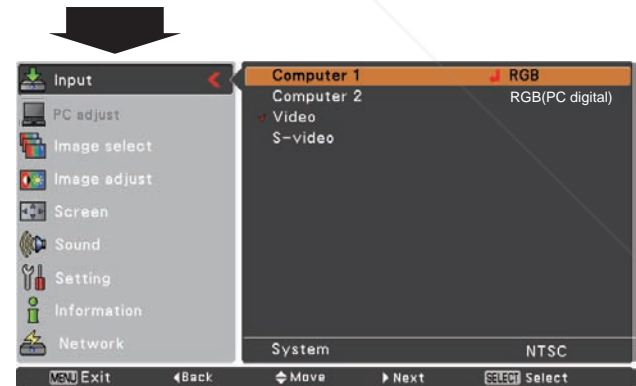 Input
PC adjust
Image select
Image adjust
Screen
Sound
Setting
Information
Network
Computer 1 RGB
Computer 2 RGB(PC digital)
Video
S-video
System NTSC
MENU Exit Back Move Next SELECT Select